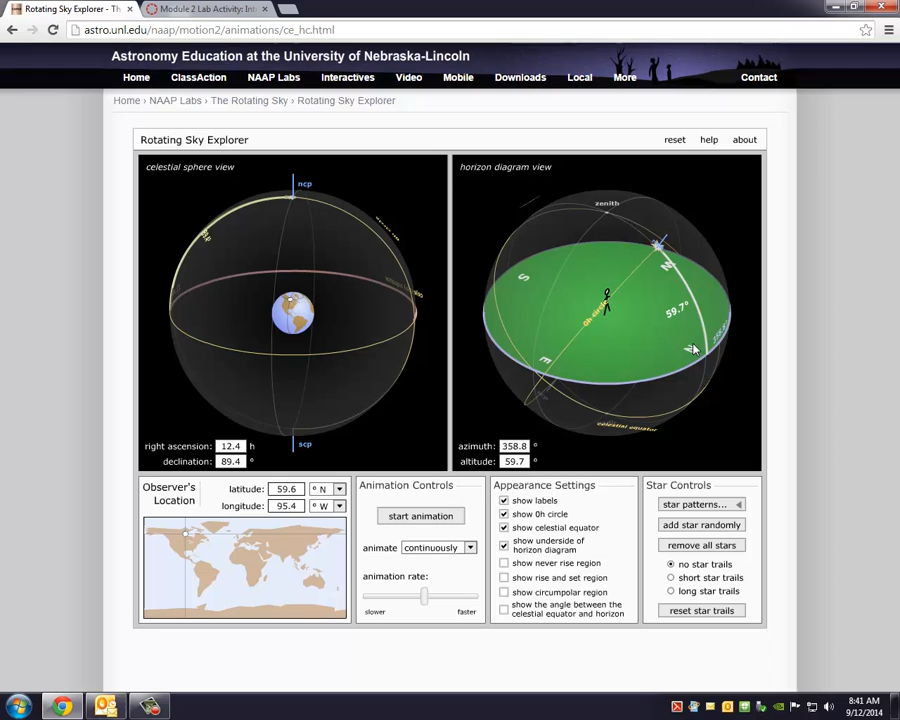 Rotating Sky Explorer - Th
Module 2 Lab Activity: Int
astro.unl.edu/naap/motion2/animations/ce_hc.html
Astronomy Education at the University of Nebraska-Lincoln
Home ClassAction NAAP Labs Interactives Video Mobile Downloads Local More Contact
Home › NAAP Labs › The Rotating Sky › Rotating Sky Explorer
Rotating Sky Explorer reset help about
celestial sphere view
ncp
scp
right ascension: 12.4 h
declination: 89.4 °
horizon diagram view
zenith
N
S
E
59.7°
358.8°
0h circle
celestial equator
azimuth: 358.8 °
altitude: 59.7 °
Observer's
Location
latitude: 59.6 ° N
longitude: 95.4 ° W
Animation Controls
start animation
animate continuously
animation rate:
slower faster
Appearance Settings
show labels
show 0h circle
show celestial equator
show underside of
horizon diagram
show never rise region
show rise and set region
show circumpolar region
show the angle between the
celestial equator and horizon
Star Controls
star patterns...
add star randomly
remove all stars
no star trails
short star trails
long star trails
reset star trails
8:41 AM
9/12/2014